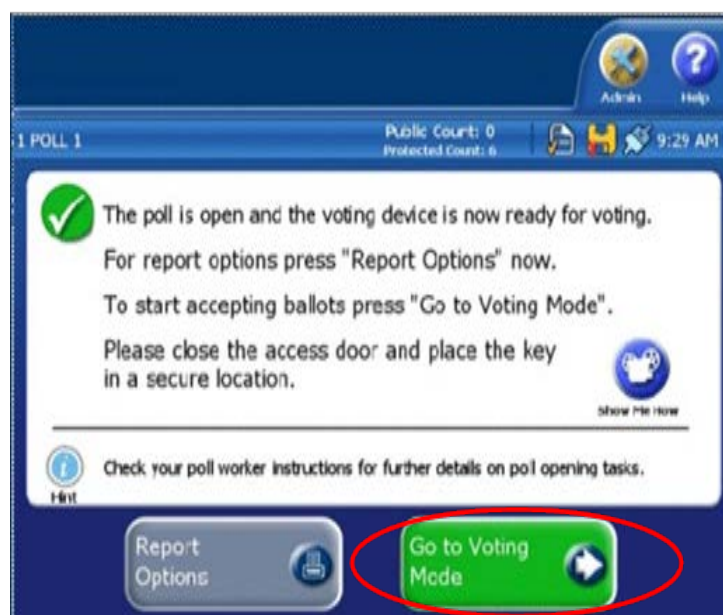 Admin
Help
1 POLL 1
Public Count: 0
Protected Count: 6
9:29 AM
The poll is open and the voting device is now ready for voting.
For report options press "Report Options" now.
To start accepting ballots press "Go to Voting Mode".
Please close the access door and place the key
in a secure location.
Show Me How
Hint
Check your poll worker instructions for further details on poll opening tasks.
Report
Options
Go to Voting
Mode